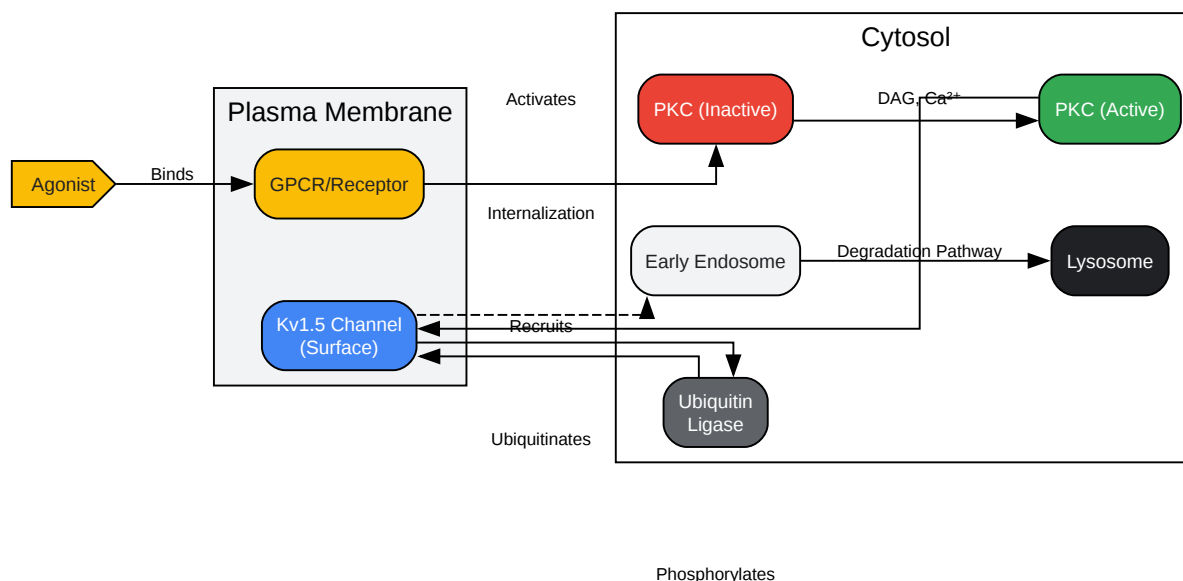 Cytosol
Activates
PKC (Inactive)
DAG, Ca²⁺
PKC (Active)
Plasma Membrane
Agonist
Binds
GPCR/Receptor
Internalization
Early Endosome
Degradation Pathway
Lysosome
Kv1.5 Channel
(Surface)
Recruits
Ubiquitin
Ligase
Ubiquitinates
Phosphorylates